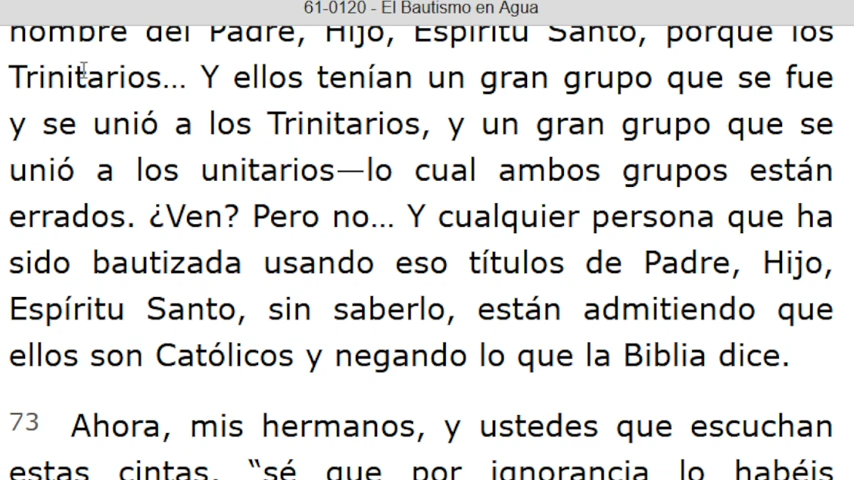 61-0120 - El Bautismo en Agua
nombre del Padre, Hijo, Espíritu Santo, porque los
Trinitarios... Y ellos tenían un gran grupo que se fue
y se unió a los Trinitarios, y un gran grupo que se
unió a los unitarios—lo cual ambos grupos están
errados. ¿Ven? Pero no... Y cualquier persona que ha
sido bautizada usando eso títulos de Padre, Hijo,
Espíritu Santo, sin saberlo, están admitiendo que
ellos son Católicos y negando lo que la Biblia dice.
73 Ahora, mis hermanos, y ustedes que escuchan
estas cintas, “sé que por ignorancia lo habéis